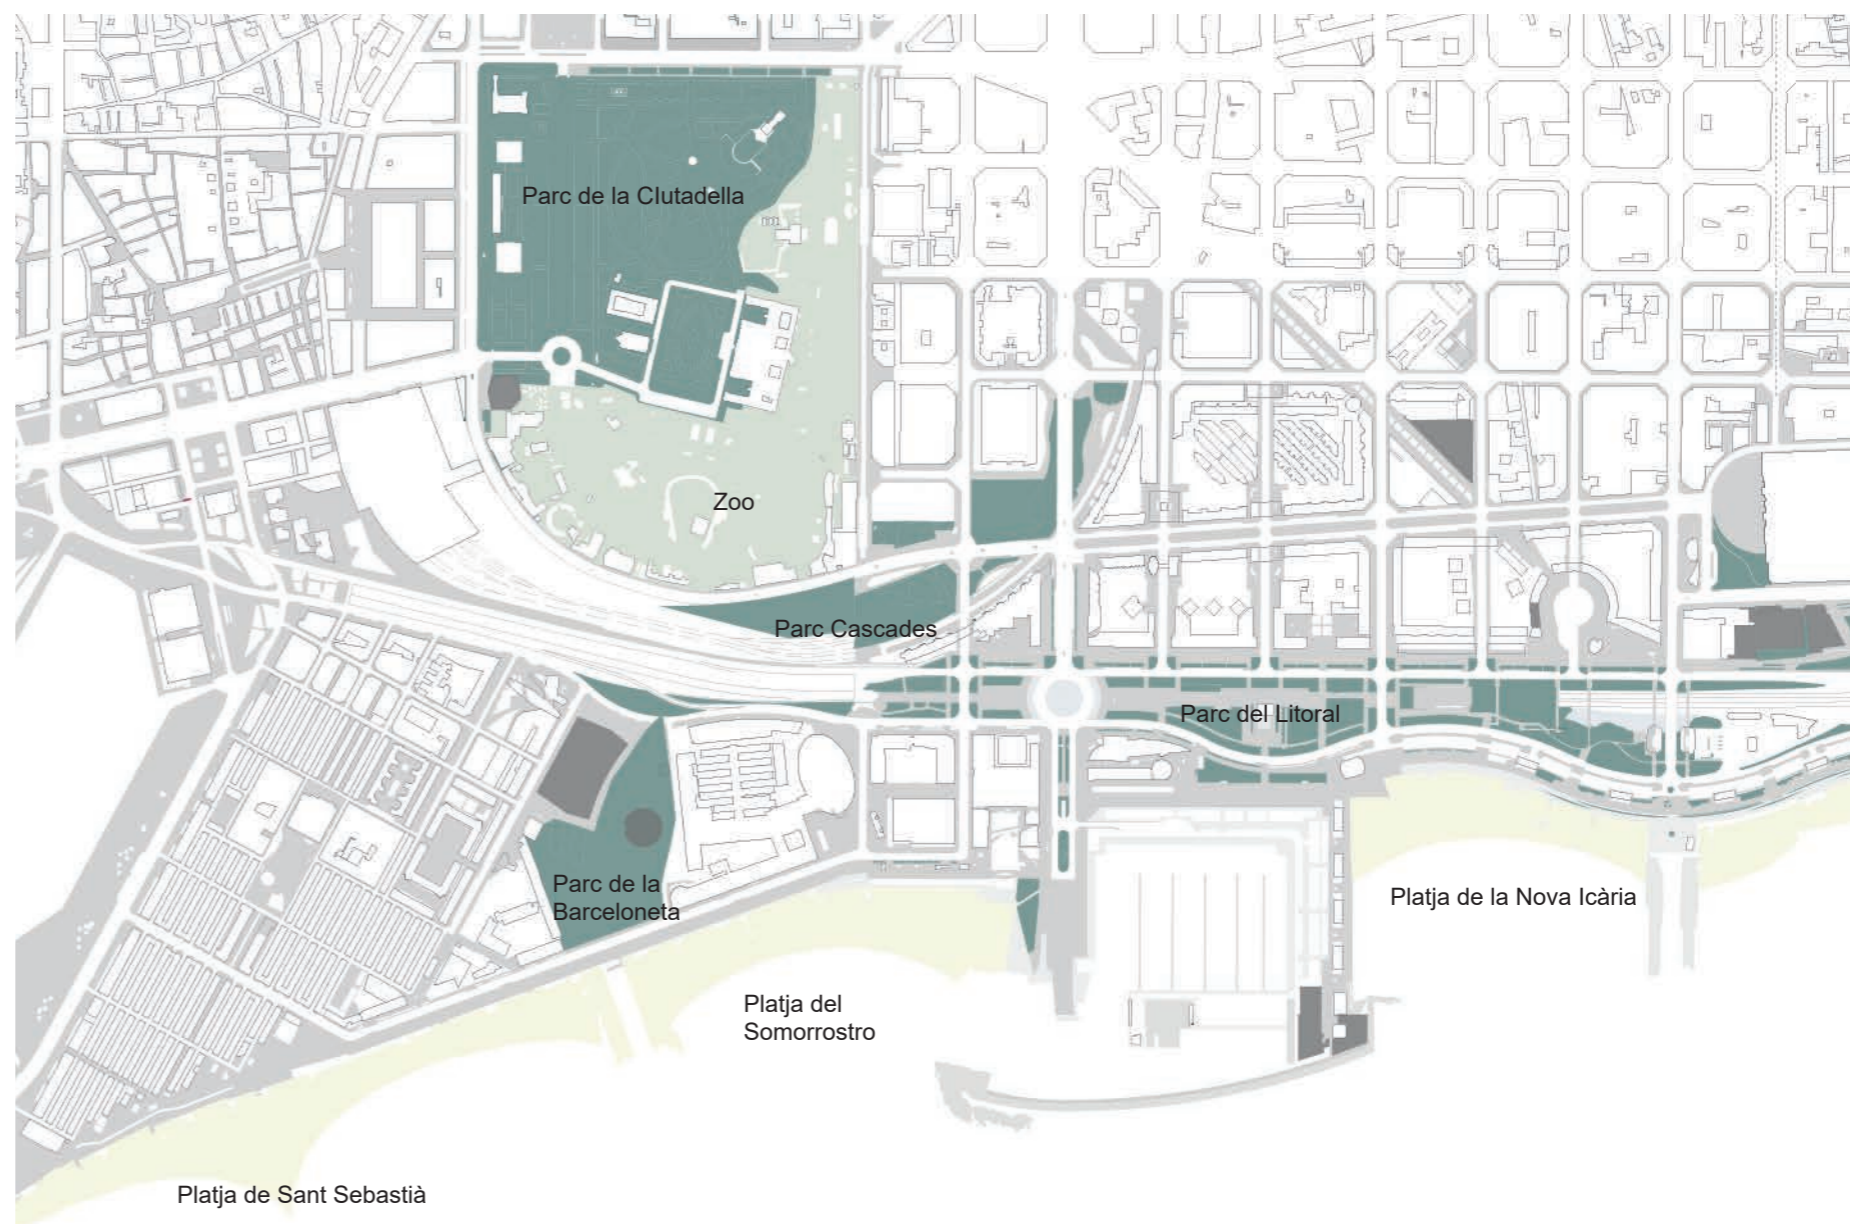 Parc de la CIutadella
Zoo
Parc Cascades
Parc del Litoral
Parc de la
Barceloneta
Platja de la Nova Icària
Platja del
Somorrostro
Platja de Sant Sebastià